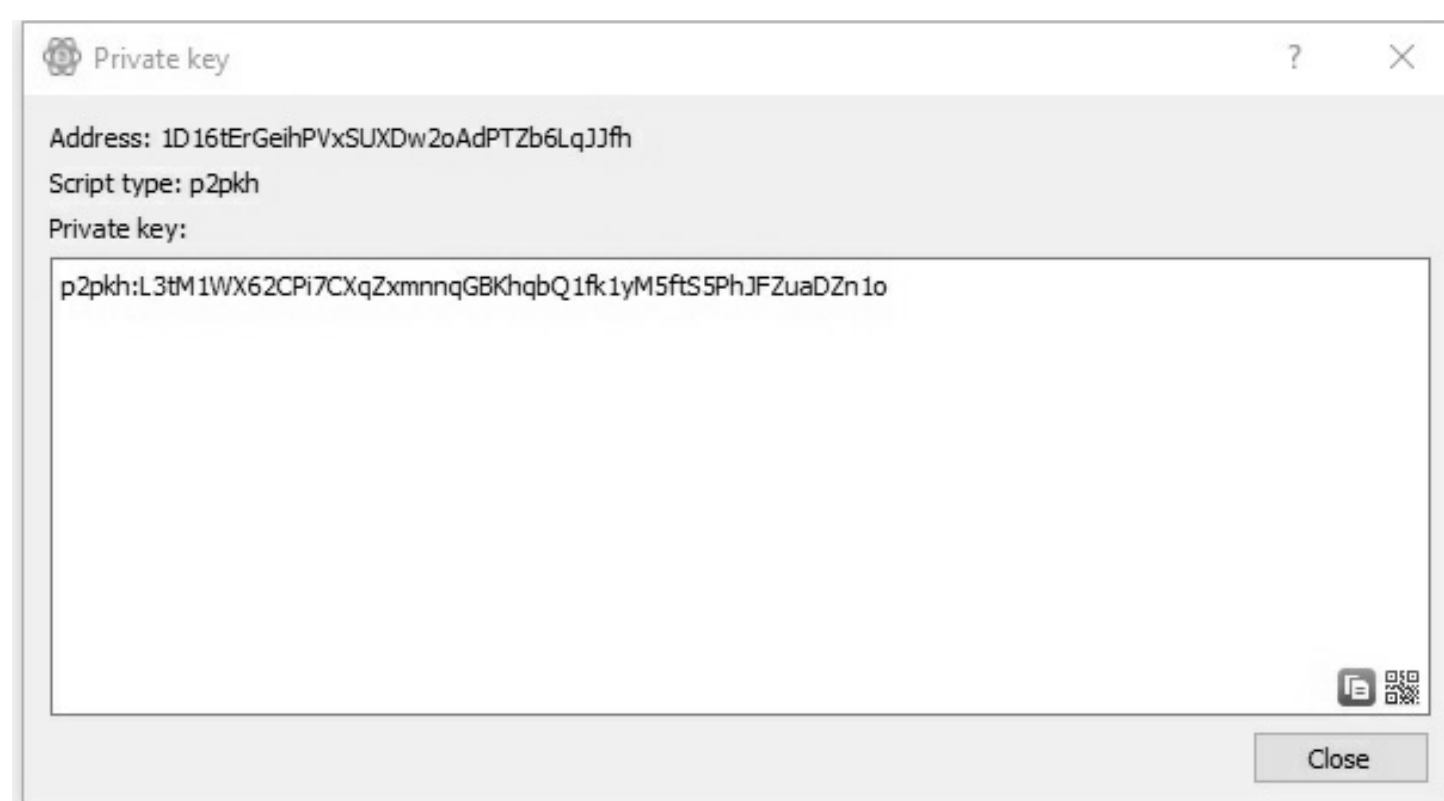 Private key
Address: 1D16tErGeihPVxSUXDw2oAdPTZb6LqJJfh
Script type: p2pkh
Private key:
p2pkh:L3tM1WX62CPi7CXqZxmnnqGBKhqbQ1fk1yM5ftS5PhJFZuaDZn1o
Close